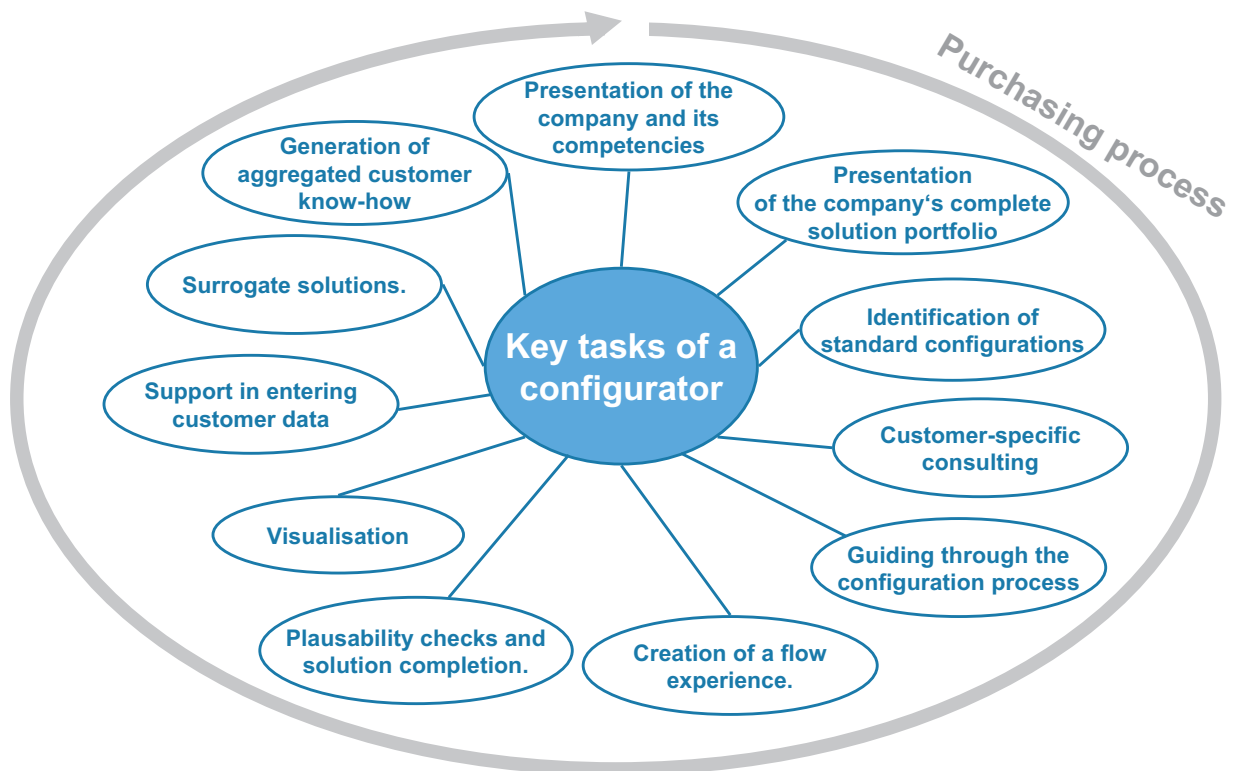 Purchasing process
Presentation of the
company and its
competencies
Presentation
of the company‘s complete
solution portfolio
Identification of
standard configurations
Customer-specific
consulting
Guiding through the
configuration process
Creation of a flow
experience.
Plausability checks and
solution completion.
Visualisation
Support in entering
customer data
Surrogate solutions.
Generation of
aggregated customer
know-how
Key tasks of a
configurator